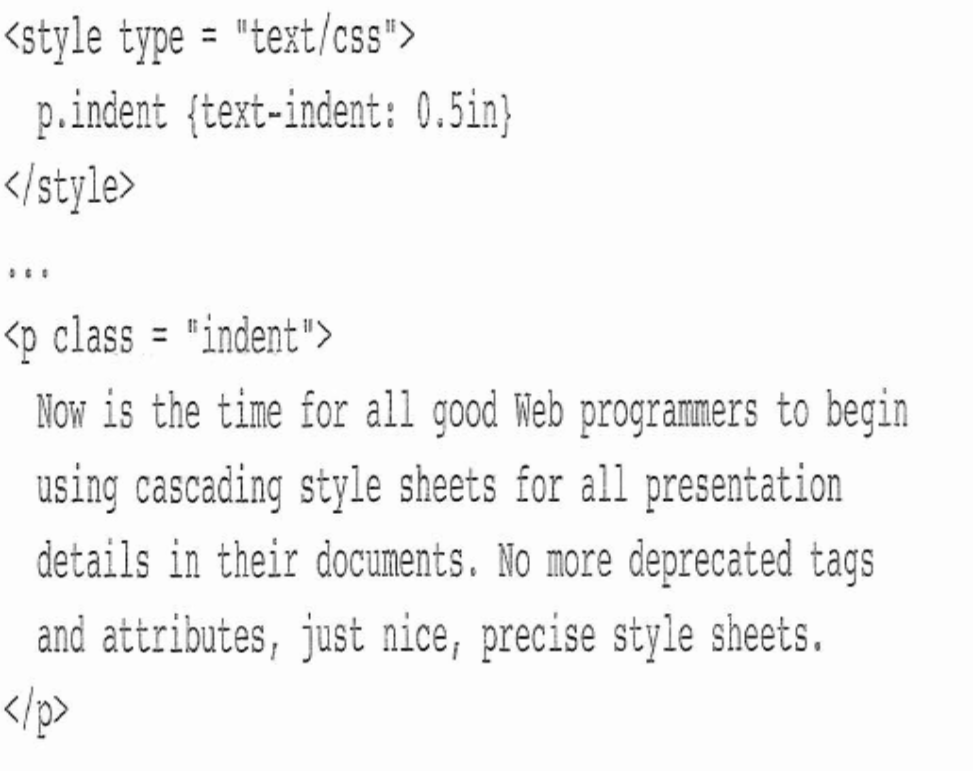 <style type = "text/css">
  p.indent {text-indent: 0.5in}
</style>
...
<p class = "indent">
  Now is the time for all good Web programmers to begin
  using cascading style sheets for all presentation
  details in their documents. No more deprecated tags
  and attributes, just nice, precise style sheets.
</p>